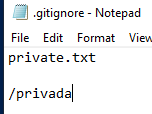 .gitignore - Notepad
File Edit Format View
private.txt
/privada